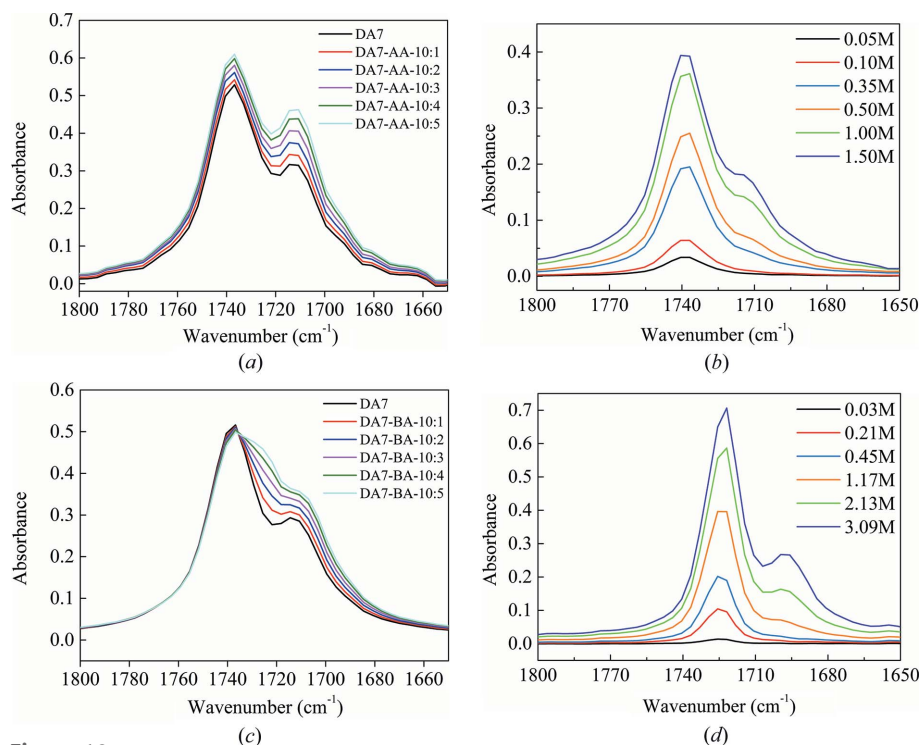 0.7
0.6
0.5
0.4
0.3
0.2
0.1
0.0
Absorbance
DA7
DA7-AA-10:1
DA7-AA-10:2
DA7-AA-10:3
DA7-AA-10:4
DA7-AA-10:5
1800 1780 1760 1740 1720 1700 1680 1660
Wavenumber (cm⁻¹)
(a)
0.4
0.3
0.2
0.1
0.0
Absorbance
0.05M
0.10M
0.35M
0.50M
1.00M
1.50M
1800 1770 1740 1710 1680 1650
Wavenumber (cm⁻¹)
(b)
0.6
0.5
0.4
0.3
0.2
0.1
0.0
Absorbance
DA7
DA7-BA-10:1
DA7-BA-10:2
DA7-BA-10:3
DA7-BA-10:4
DA7-BA-10:5
1800 1780 1760 1740 1720 1700 1680 1660
Wavenumber (cm⁻¹)
(c)
0.7
0.6
0.5
0.4
0.3
0.2
0.1
0.0
Absorbance
0.03M
0.21M
0.45M
1.17M
2.13M
3.09M
1800 1770 1740 1710 1680 1650
Wavenumber (cm⁻¹)
(d)